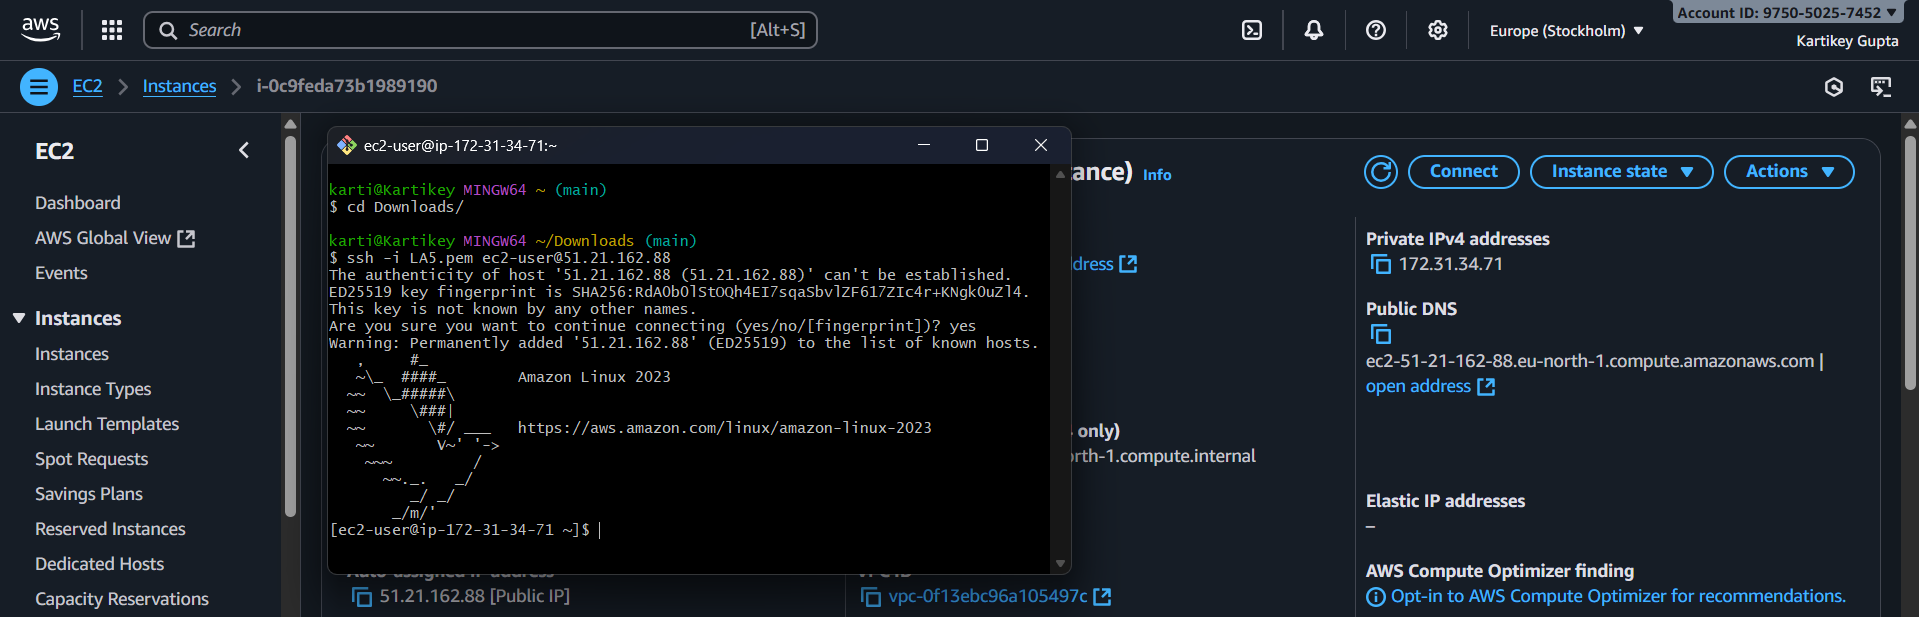 aws
Search
[Alt+S]
Europe (Stockholm)
Account ID: 9750-5025-7452
Kartikey Gupta
EC2
Instances
i-0c9feda73b1989190
EC2
Dashboard
AWS Global View
Events
Instances
Instances
Instance Types
Launch Templates
Spot Requests
Savings Plans
Reserved Instances
Dedicated Hosts
Capacity Reservations
ec2-user@ip-172-31-34-71:~
karti@Kartikey MINGW64 ~ (main)
$ cd Downloads/
karti@Kartikey MINGW64 ~/Downloads (main)
$ ssh -i LA5.pem ec2-user@51.21.162.88
The authenticity of host '51.21.162.88 (51.21.162.88)' can't be established.
ED25519 key fingerprint is SHA256:RdAObOlStOQh4EI7sqaSbvlZF617ZIc4r+KNgkOuZl4.
This key is not known by any other names.
Are you sure you want to continue connecting (yes/no/[fingerprint])? yes
Warning: Permanently added '51.21.162.88' (ED25519) to the list of known hosts.
   ,     #_
   ~\_  ####_        Amazon Linux 2023
  ~~  \_#####\
  ~~     \###|
  ~~       \#/ ___   https://aws.amazon.com/linux/amazon-linux-2023
   ~~       V~' '->
    ~~~         /
      ~~._.   _/
         _/ _/
       _/m/'
[ec2-user@ip-172-31-34-71 ~]$
Info
Connect
Instance state
Actions
Private IPv4 addresses
172.31.34.71
Public DNS
ec2-51-21-162-88.eu-north-1.compute.amazonaws.com |
open address
only)
.compute.internal
Elastic IP addresses
–
AWS Compute Optimizer finding
Opt-in to AWS Compute Optimizer for recommendations.
51.21.162.88 [Public IP]
vpc-0f13ebc96a105497c